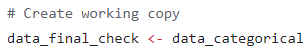 # Create working copy
data_final_check <- data_categorical